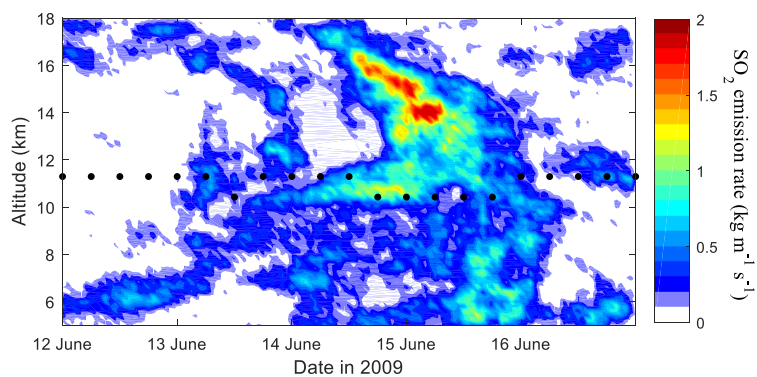 18
16
14
12
10
8
6
Altitude (km)
12 June
13 June
14 June
15 June
16 June
Date in 2009
2
1.5
1
0.5
0
SO2 emission rate (kg m-1 s-1)